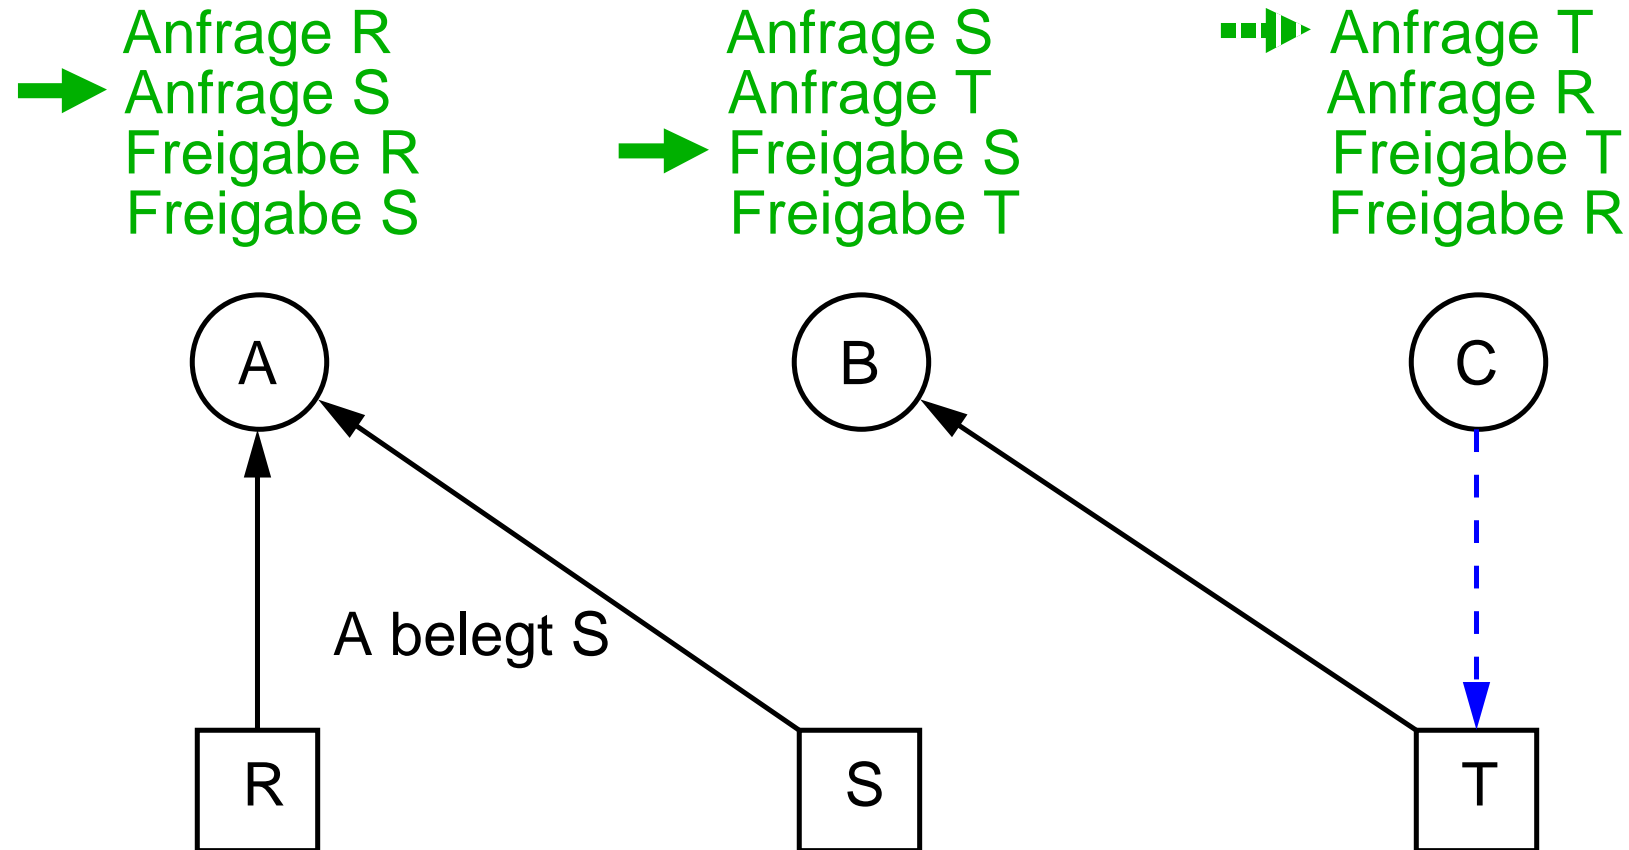 Anfrage R
Anfrage S
Freigabe R
Freigabe S
Anfrage S
Anfrage T
Freigabe S
Freigabe T
Anfrage T
Anfrage R
Freigabe T
Freigabe R
A
B
C
A belegt S
R
S
T